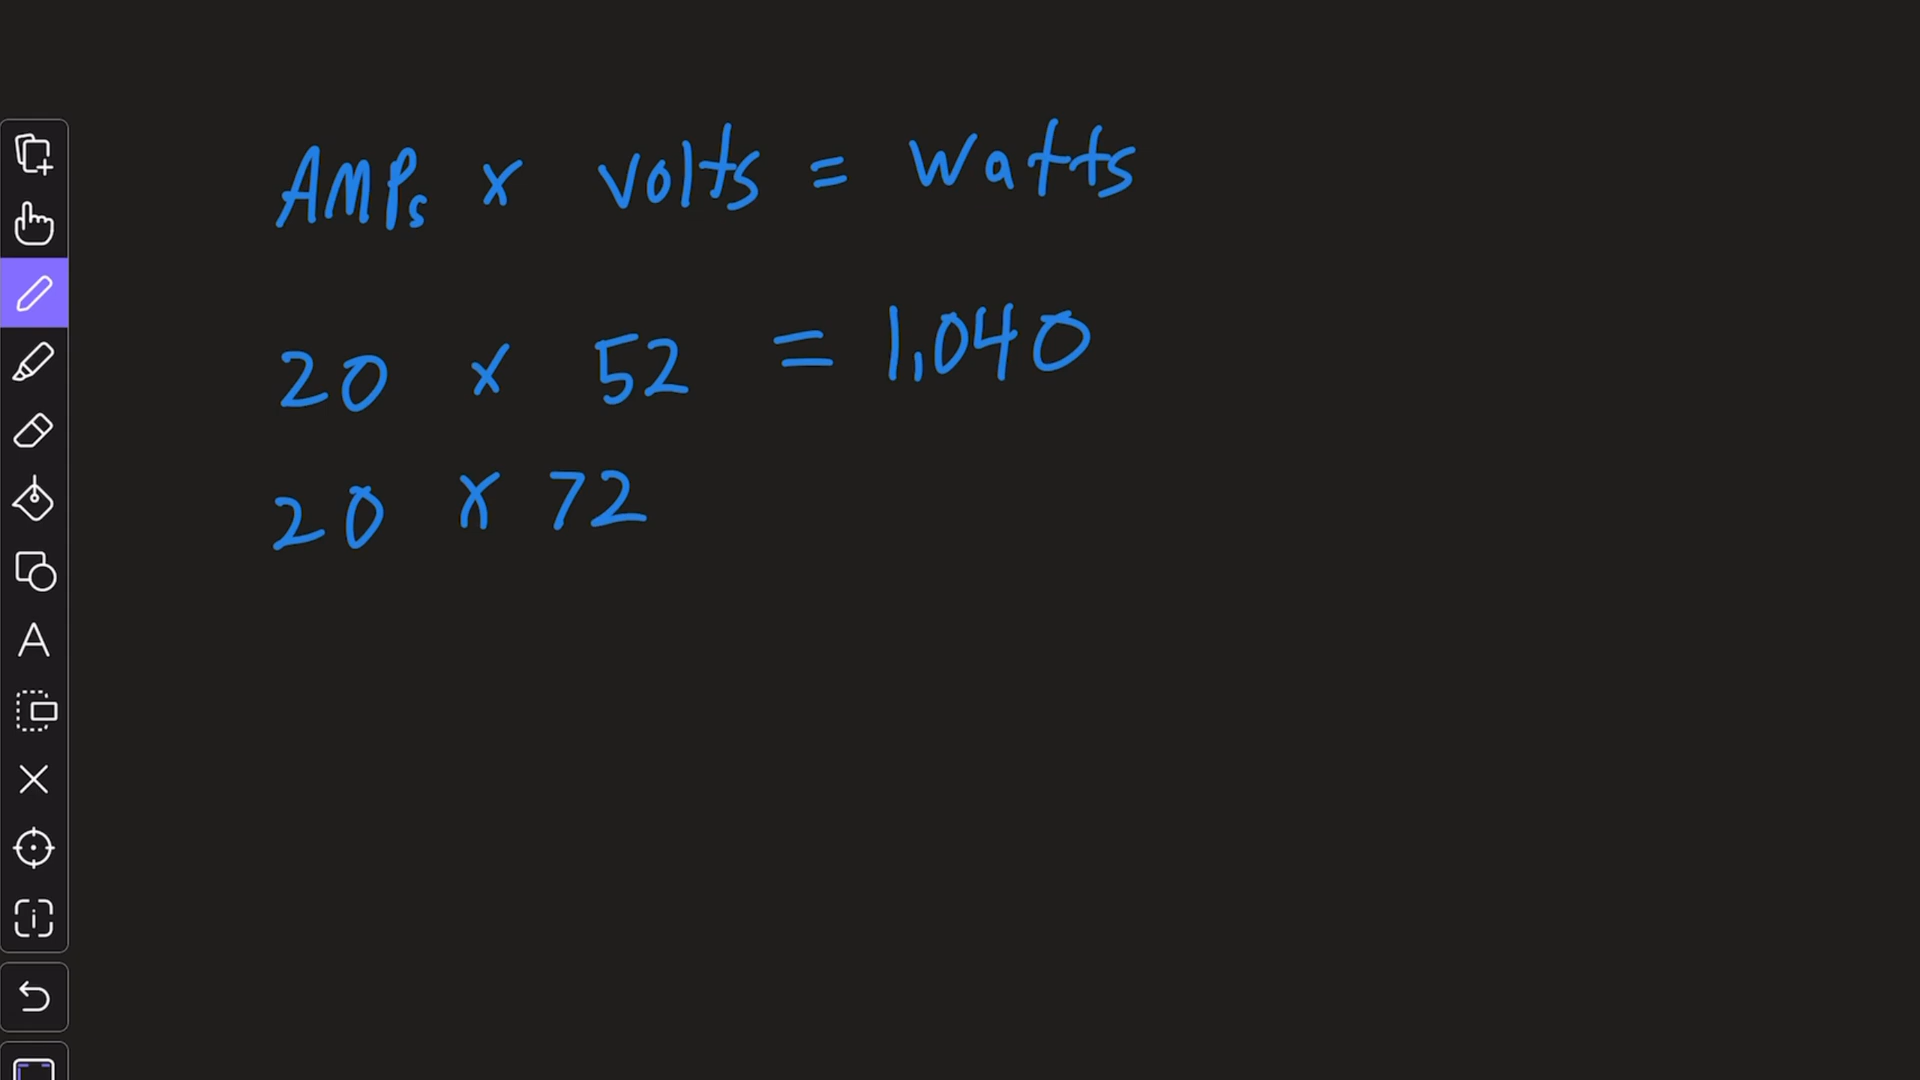 AMPs x volts = watts
20 x 52 = 1,040
20 x 72